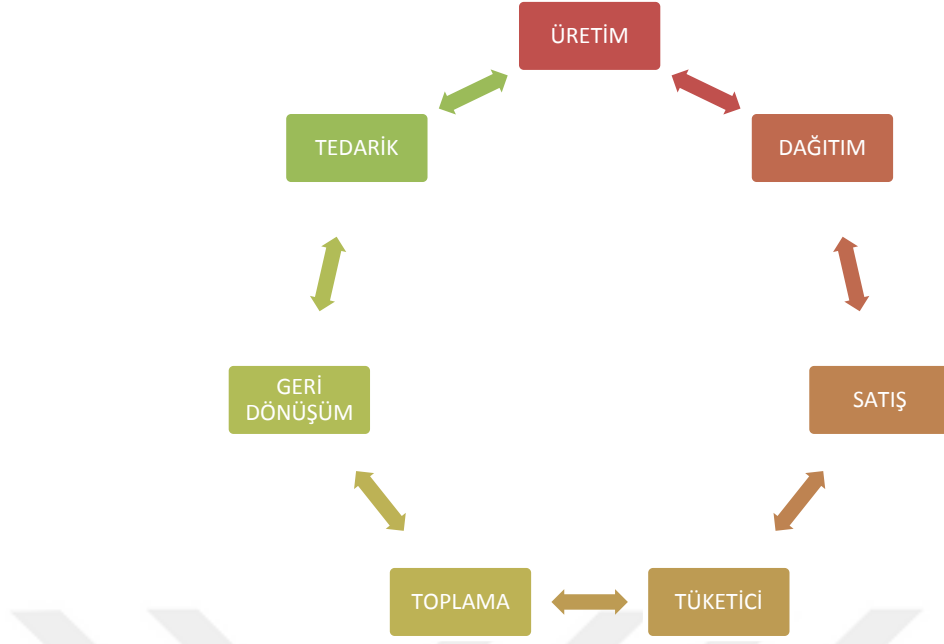 ÜRETİM
DAĞITIM
SATIŞ
TÜKETİCİ
TOPLAMA
GERİ
DÖNÜŞÜM
TEDARİK